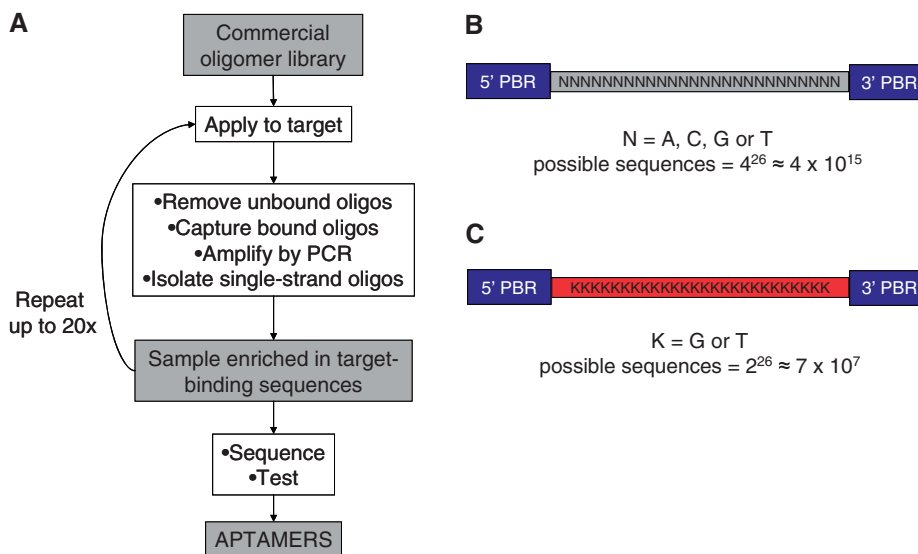 A
Commercial
oligomer library
Apply to target
•Remove unbound oligos
•Capture bound oligos
•Amplify by PCR
•Isolate single-strand oligos
Repeat
up to 20x
Sample enriched in target-
binding sequences
•Sequence
•Test
APTAMERS
B
5’ PBR
NNNNNNNNNNNNNNNNNNNNNNNNNN
3’ PBR
N = A, C, G or T
possible sequences = 4²⁶ ≈ 4 x 10¹⁵
C
5’ PBR
KKKKKKKKKKKKKKKKKKKKKKKKKK
3’ PBR
K = G or T
possible sequences = 2²⁶ ≈ 7 x 10⁷